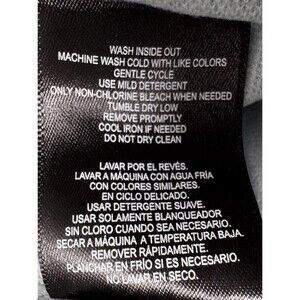 WASH INSIDE OUT
MACHINE WASH COLD WITH LIKE COLORS
GENTLE CYCLE
USE MILD DETERGENT
ONLY NON-CHLORINE BLEACH WHEN NEEDED
TUMBLE DRY LOW
REMOVE PROMPTLY
COOL IRON IF NEEDED
DO NOT DRY CLEAN
LAVAR POR EL REVÉS.
LAVAR A MÁQUINA CON AGUA FRÍA
CON COLORES SIMILARES.
EN CICLO DELICADO.
USAR DETERGENTE SUAVE.
USAR SOLAMENTE BLANQUEADOR
SIN CLORO CUANDO SEA NECESARIO.
SECAR A MÁQUINA A TEMPERATURA BAJA.
REMOVER RÁPIDAMENTE.
PLANCHAR EN FRÍO SI ES NECESARIO.
NO LAVAR EN SECO.